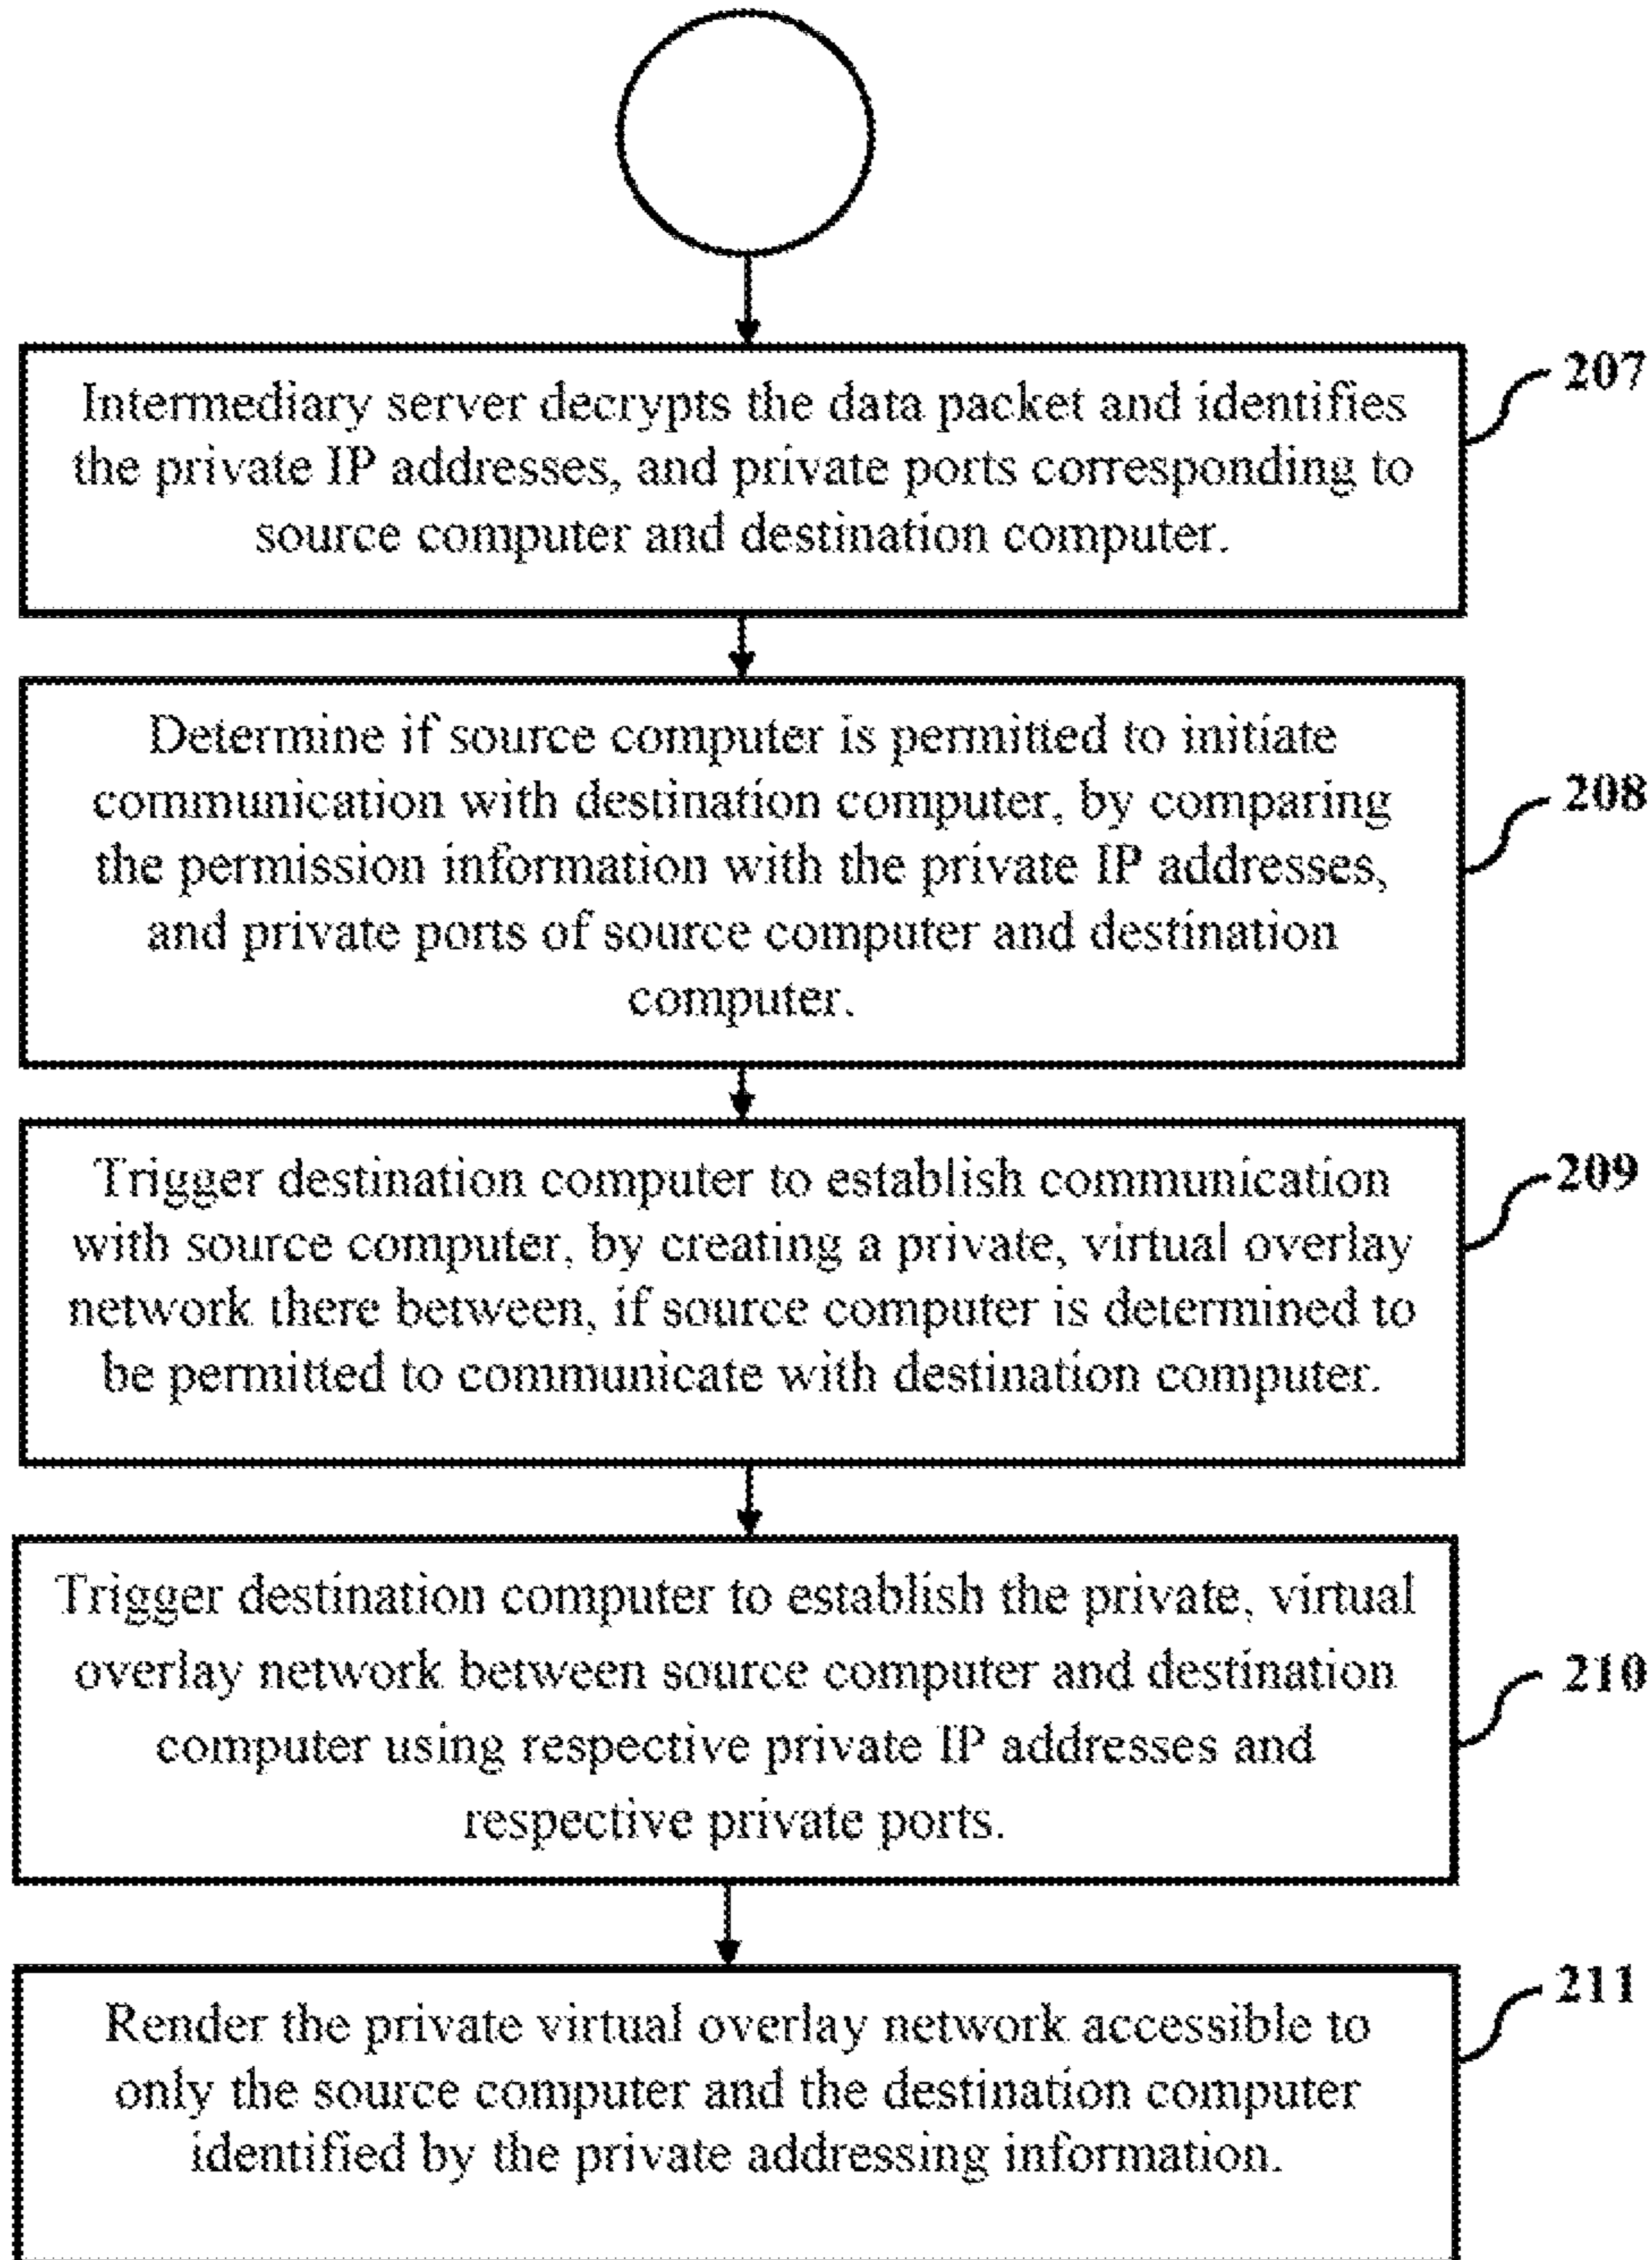 Intermediary server decrypts the data packet and identifies
the private IP addresses, and private ports corresponding to
source computer and destination computer.
207
Determine if source computer is permitted to initiate
communication with destination computer, by comparing
the permission information with the private IP addresses,
and private ports of source computer and destination
computer.
208
Trigger destination computer to establish communication
with source computer, by creating a private, virtual overlay
network there between, if source computer is determined to
be permitted to communicate with destination computer.
209
Trigger destination computer to establish the private, virtual
overlay network between source computer and destination
computer using respective private IP addresses and
respective private ports.
210
Render the private virtual overlay network accessible to
only the source computer and the destination computer
identified by the private addressing information.
211